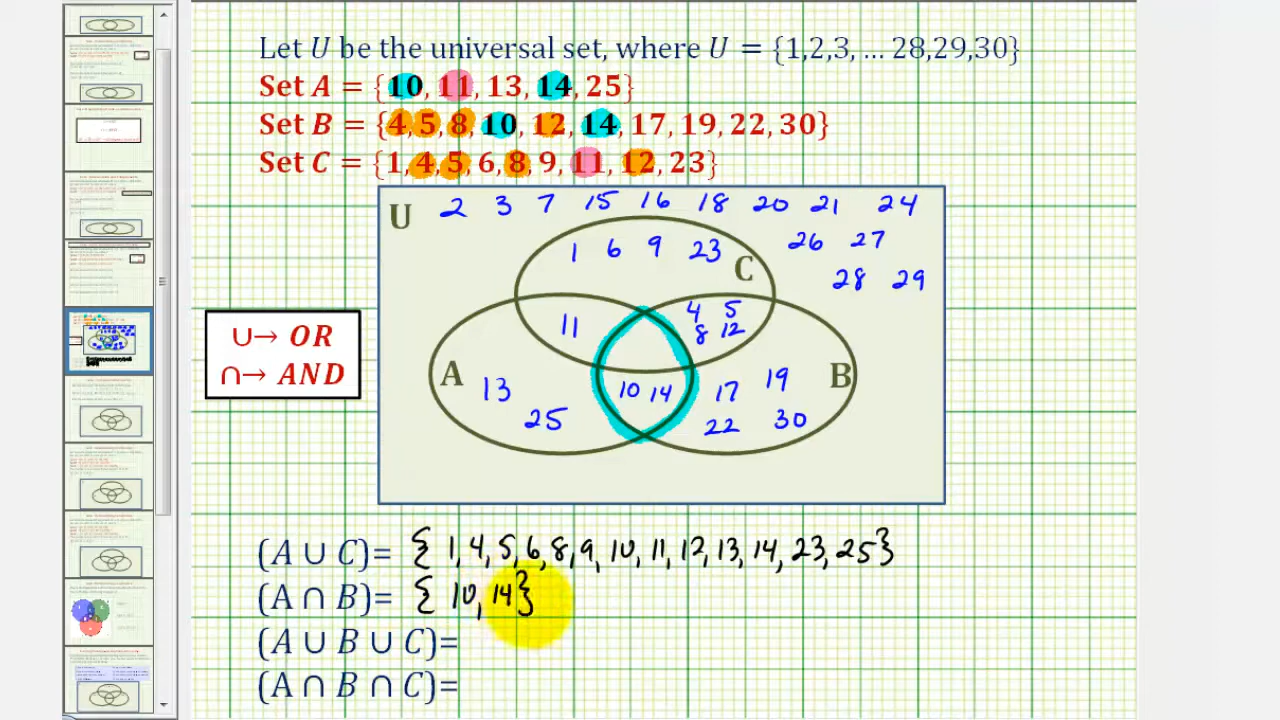 Let U be the universal set, where U = {1,2,3, ... 28,29,30}
Set A = {10, 11, 13, 14, 25}
Set B = {4, 5, 8, 10, 12, 14, 17, 19, 22, 30}
Set C = {1, 4, 5, 6, 8, 9, 11, 12, 23}
U 2 3 7 15 16 18 20 21 24
1 6 9 23 C 26 27
28 29
11 4 5
8 12
∪→ OR
∩→ AND
A 13 10 14 17 19 B
25 22 30
(A ∪ C)= { 1, 4, 5, 6, 8, 9, 10, 11, 12, 13, 14, 23, 25}
(A ∩ B)= { 10, 14}
(A ∪ B ∪ C)=
(A ∩ B ∩ C)=